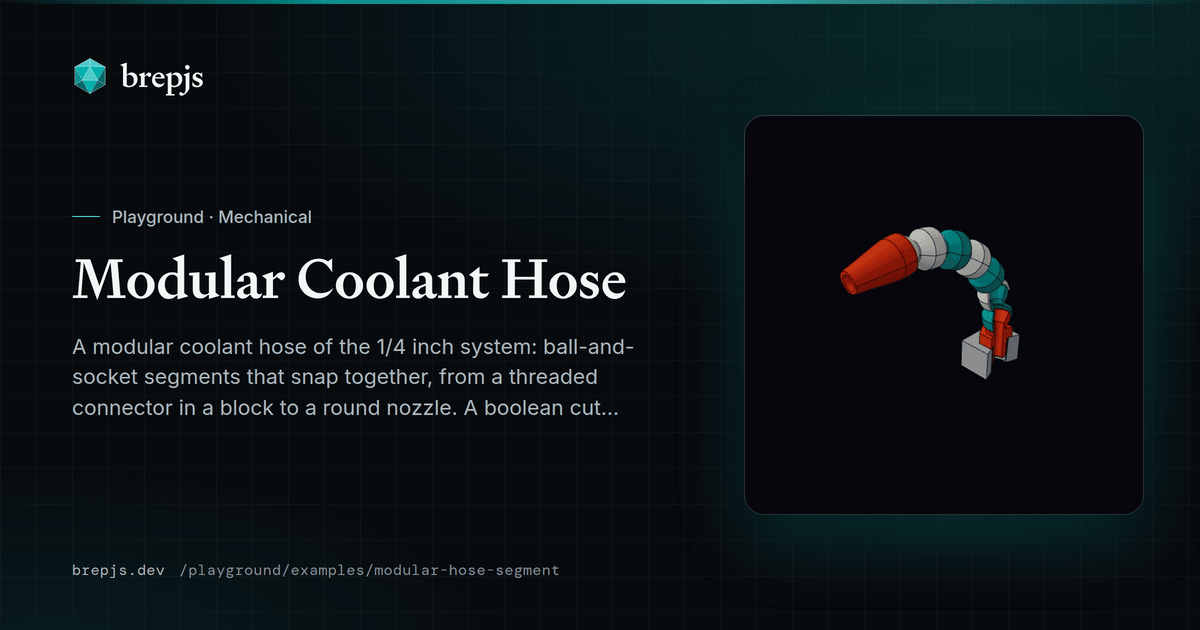 brepjs
Playground · Mechanical
Modular Coolant Hose
A modular coolant hose of the 1/4 inch system: ball-and-
socket segments that snap together, from a threaded
connector in a block to a round nozzle. A boolean cut...
brepjs.dev /playground/examples/modular-hose-segment